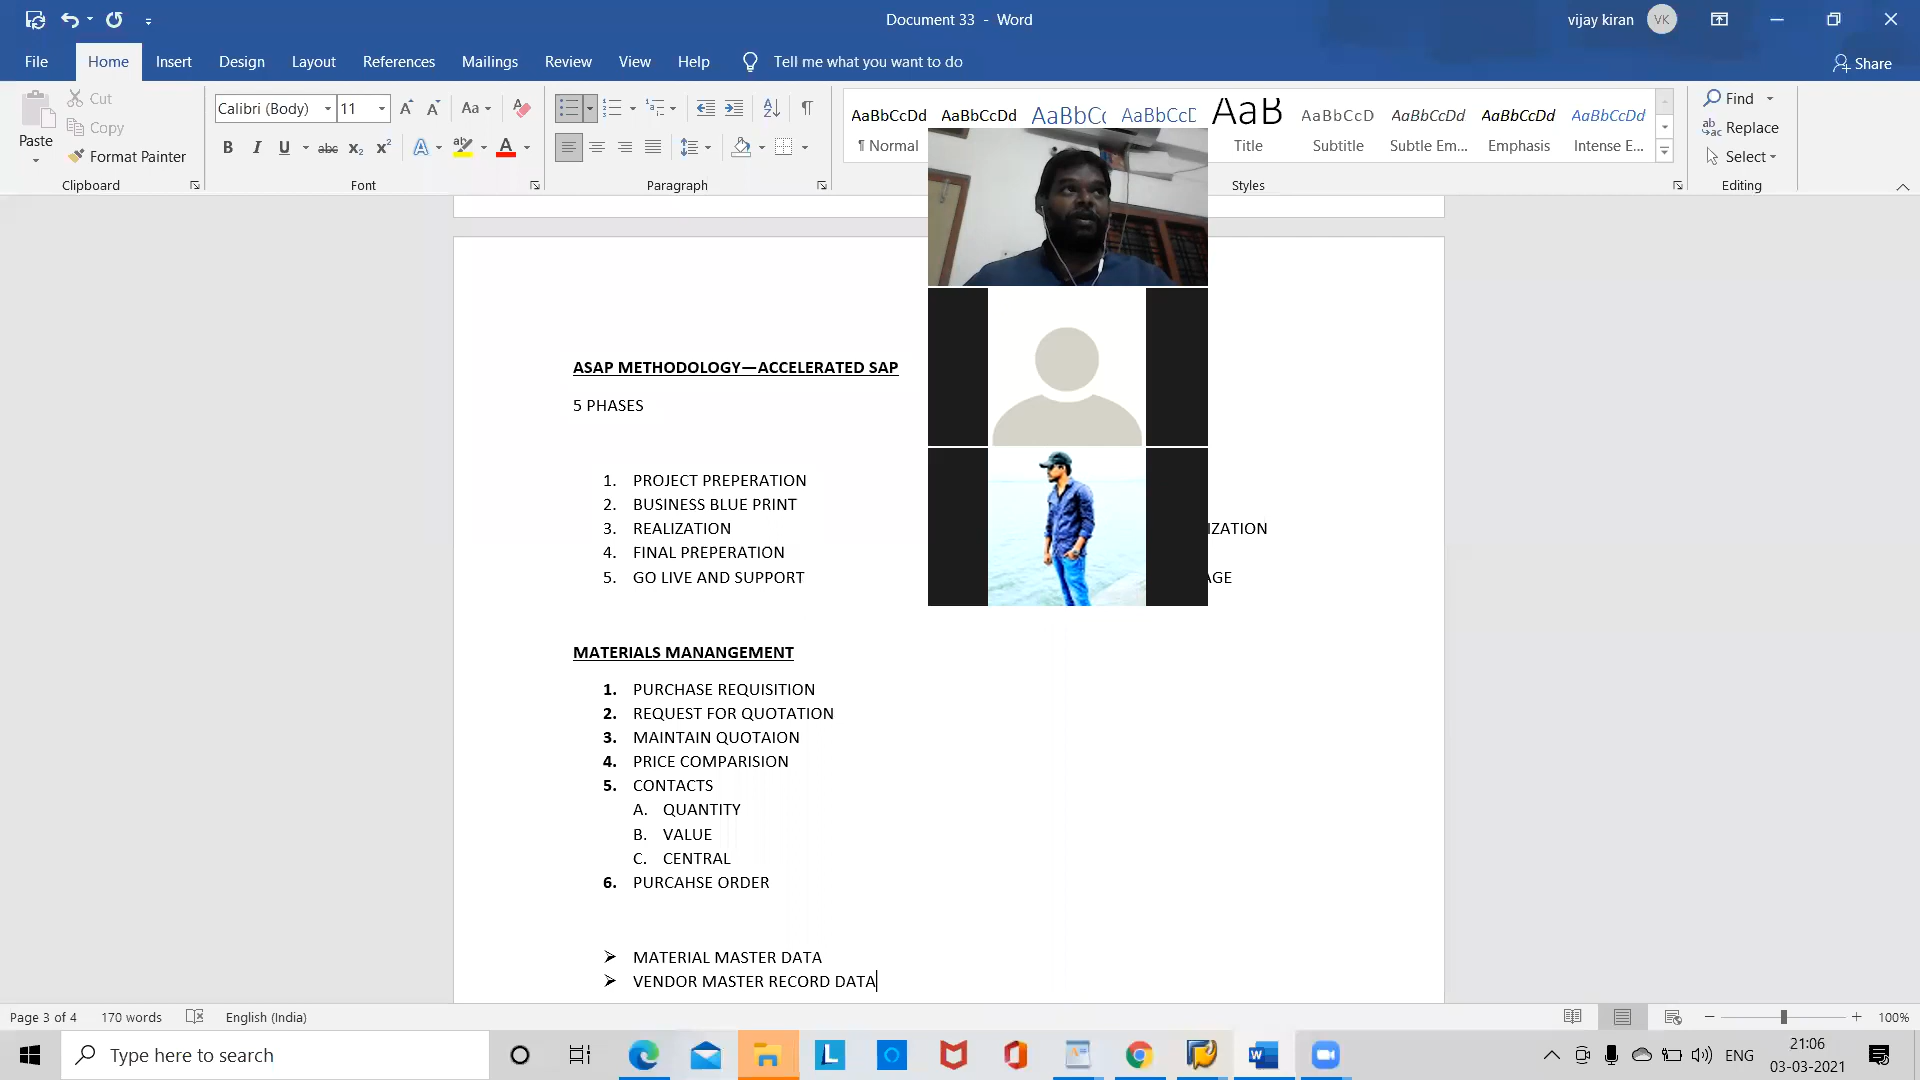 Document 33 - Word
vijay kiran
VK
File
Home
Insert
Design
Layout
References
Mailings
Review
View
Help
Tell me what you want to do
Share
Paste
Cut
Copy
Format Painter
Clipboard
Calibri (Body)
11
Font
Paragraph
AaBbCcDd
¶ Normal
AaBbCcDd
AaBbCc
AaBbCcD
AaB
Title
AaBbCcD
Subtitle
AaBbCcDd
Subtle Em...
AaBbCcDd
Emphasis
AaBbCcDd
Intense E...
Styles
Find
Replace
Select
Editing
ASAP METHODOLOGY—ACCELERATED SAP
5 PHASES
1. PROJECT PREPERATION
2. BUSINESS BLUE PRINT
3. REALIZATION
IZATION
4. FINAL PREPERATION
5. GO LIVE AND SUPPORT
AGE
MATERIALS MANANGEMENT
1. PURCHASE REQUISITION
2. REQUEST FOR QUOTATION
3. MAINTAIN QUOTAION
4. PRICE COMPARISION
5. CONTACTS
A. QUANTITY
B. VALUE
C. CENTRAL
6. PURCAHSE ORDER
➢ MATERIAL MASTER DATA
➢ VENDOR MASTER RECORD DATA
Page 3 of 4
170 words
English (India)
100%
Type here to search
ENG
21:06
03-03-2021